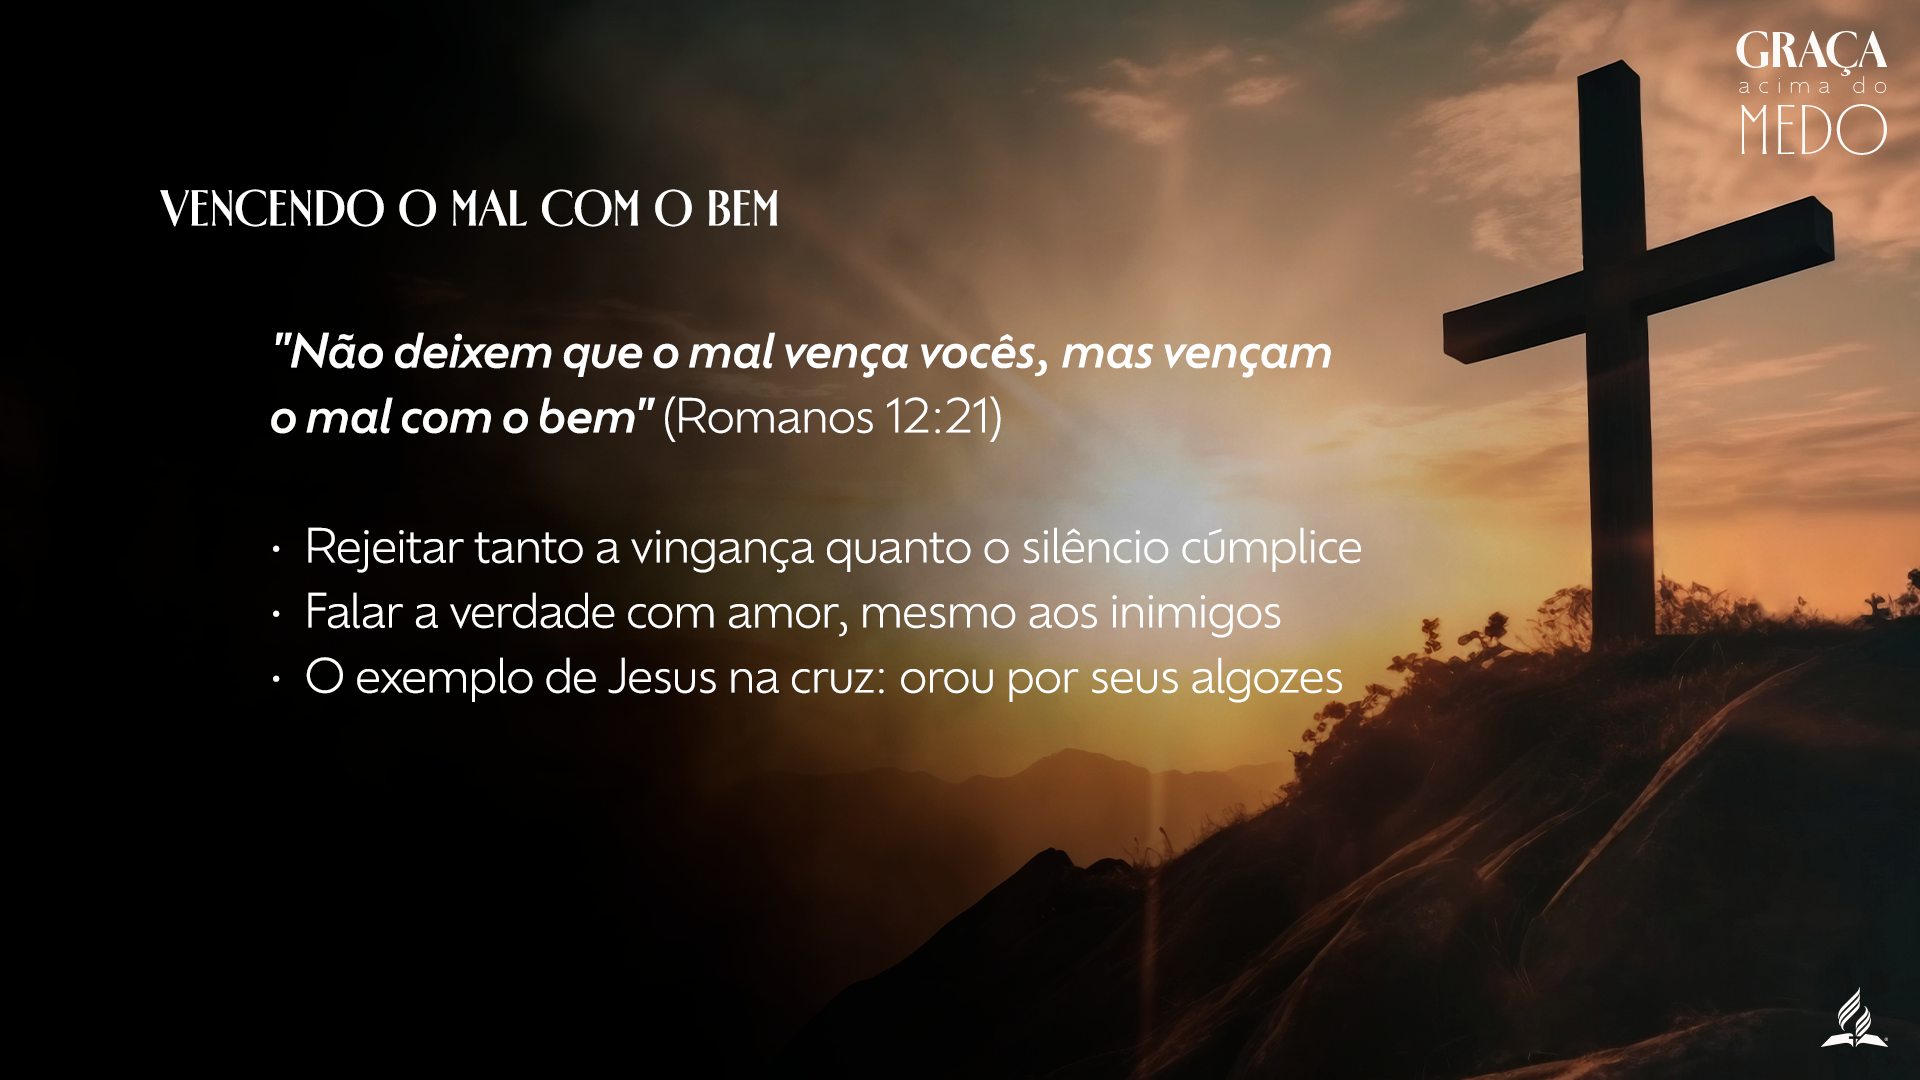 GRAÇA
acima do
MEDO
VENCENDO O MAL COM O BEM
"Não deixem que o mal vença vocês, mas vençam
o mal com o bem" (Romanos 12:21)
• Rejeitar tanto a vingança quanto o silêncio cúmplice
• Falar a verdade com amor, mesmo aos inimigos
• O exemplo de Jesus na cruz: orou por seus algozes